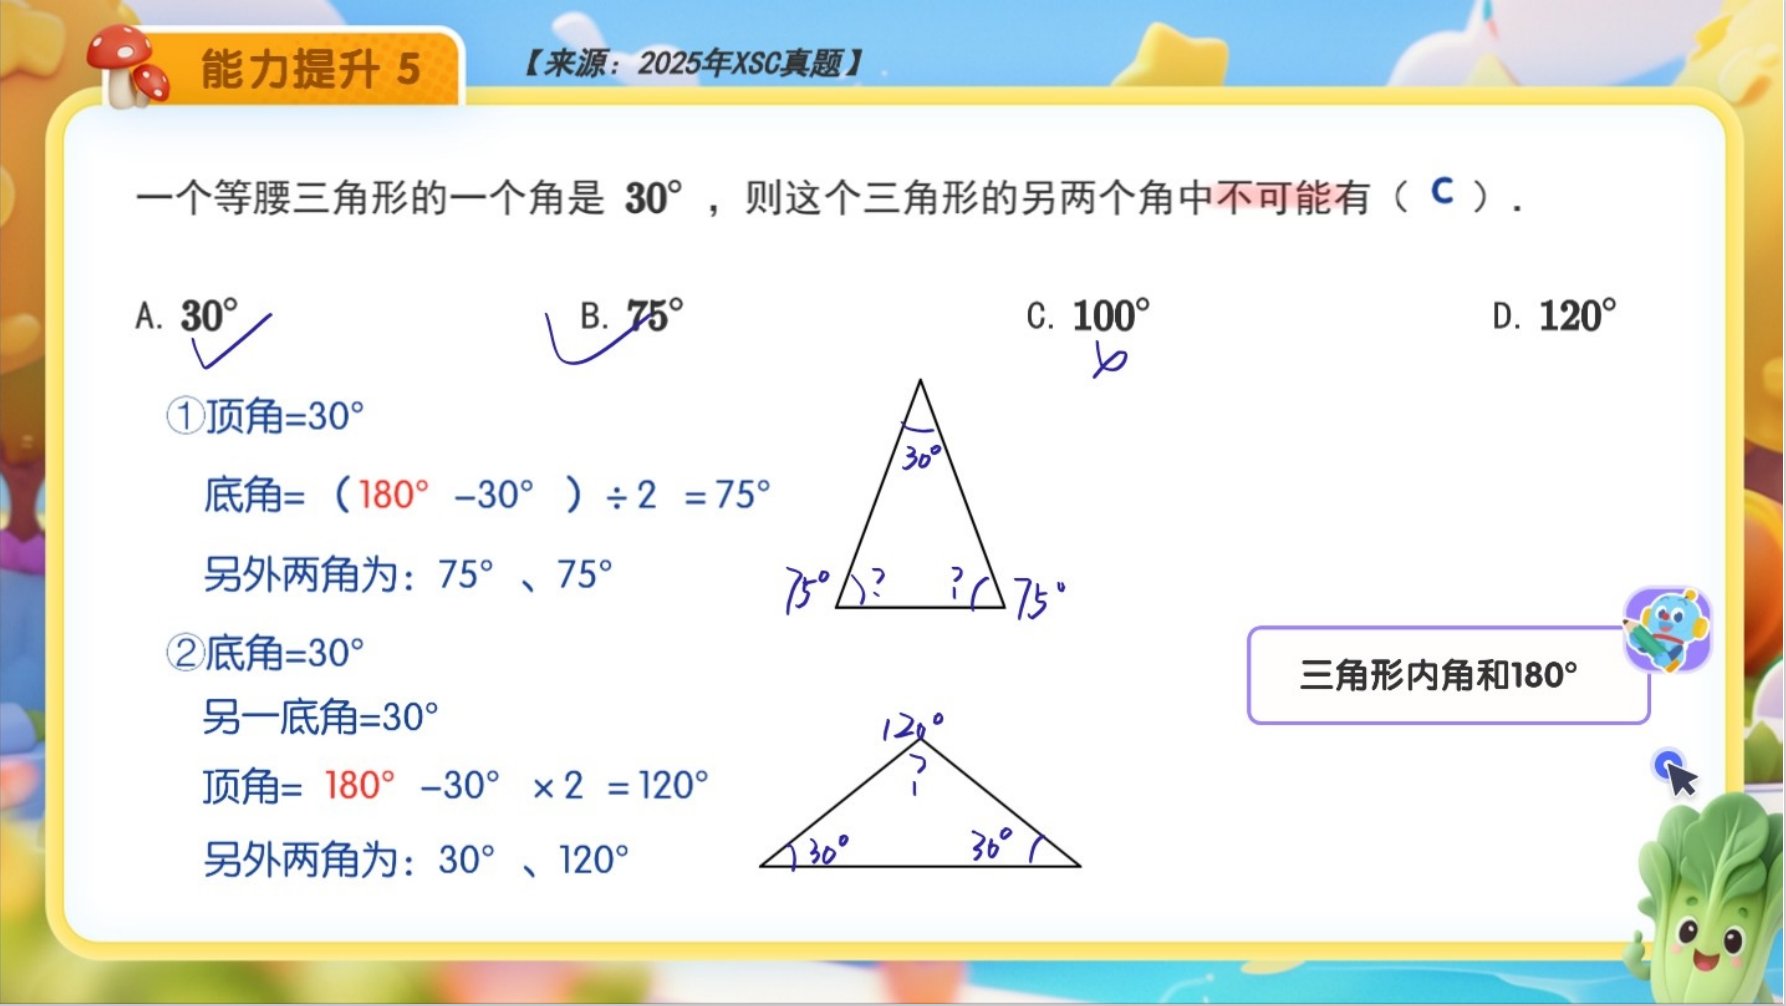 能力提升 5
【来源：2025年XSC真题】
一个等腰三角形的一个角是 30°，则这个三角形的另两个角中不可能有（ C ）.
A. 30° B. 75° C. 100° D. 120°
①顶角=30°
底角=（180°-30°）÷2 =75°
另外两角为：75°、75°
②底角=30°
另一底角=30°
顶角= 180°-30°×2 =120°
另外两角为：30°、120°
30°
75° ? ? 75°
120°
?
30° 30°
三角形内角和180°